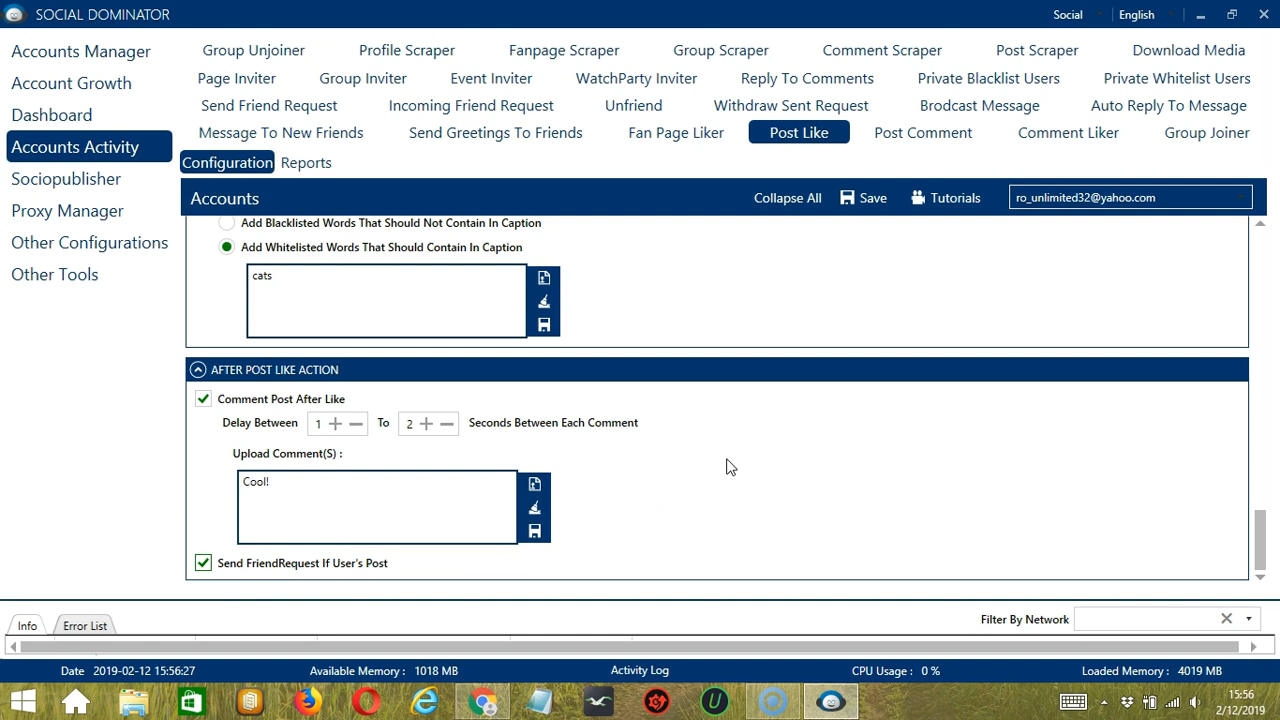 SOCIAL DOMINATOR
Social
English
Accounts Manager
Account Growth
Dashboard
Accounts Activity
Sociopublisher
Proxy Manager
Other Configurations
Other Tools
Group Unjoiner Profile Scraper Fanpage Scraper Group Scraper Comment Scraper Post Scraper Download Media
Page Inviter Group Inviter Event Inviter WatchParty Inviter Reply To Comments Private Blacklist Users Private Whitelist Users
Send Friend Request Incoming Friend Request Unfriend Withdraw Sent Request Brodcast Message Auto Reply To Message
Message To New Friends Send Greetings To Friends Fan Page Liker Post Like Post Comment Comment Liker Group Joiner
Configuration Reports
Accounts Collapse All Save Tutorials ro_unlimited32@yahoo.com
Add Blacklisted Words That Should Not Contain In Caption
Add Whitelisted Words That Should Contain In Caption
cats
AFTER POST LIKE ACTION
Comment Post After Like
Delay Between 1 To 2 Seconds Between Each Comment
Upload Comment(S) :
Cool!
Send FriendRequest If User's Post
Info Error List Filter By Network
Date 2019-02-12 15:56:27 Available Memory : 1018 MB Activity Log CPU Usage : 0 % Loaded Memory : 4019 MB
15:56
2/12/2019